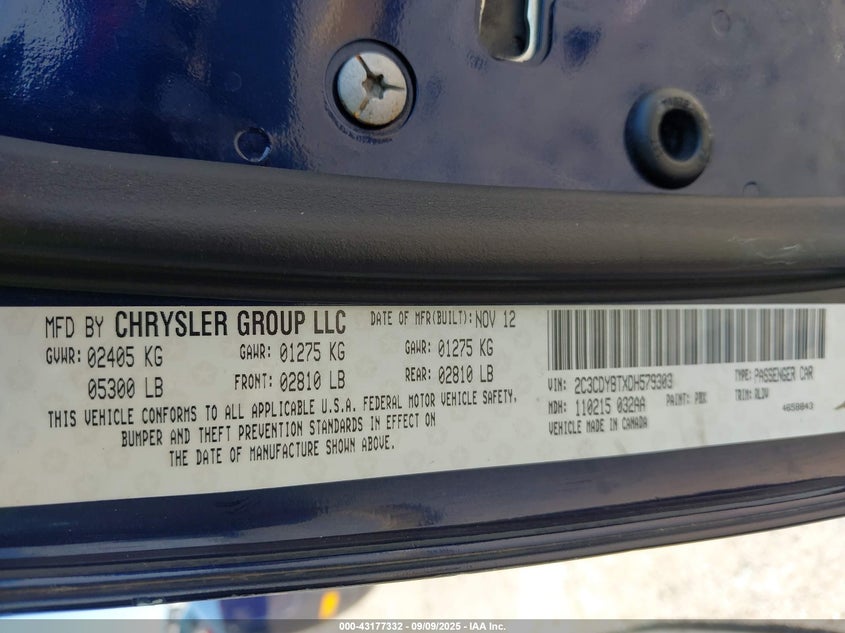 MFD BY CHRYSLER GROUP LLC DATE OF MFR(BUILT): NOV 12
GVWR: 02405 KG GAWR: 01275 KG GAWR: 01275 KG
05300 LB FRONT: 02810 LB REAR: 02810 LB
THIS VEHICLE CONFORMS TO ALL APPLICABLE U.S.A. FEDERAL MOTOR VEHICLE SAFETY,
BUMPER AND THEFT PREVENTION STANDARDS IN EFFECT ON
THE DATE OF MANUFACTURE SHOWN ABOVE.
VIN: 2C3CDYBTXDH579303 TYPE: PASSENGER CAR
MDH: 110215 032AA PAINT: PBX TRIM: RLDV
VEHICLE MADE IN CANADA 4658843
000-43177332 - 09/09/2025 - IAA Inc.